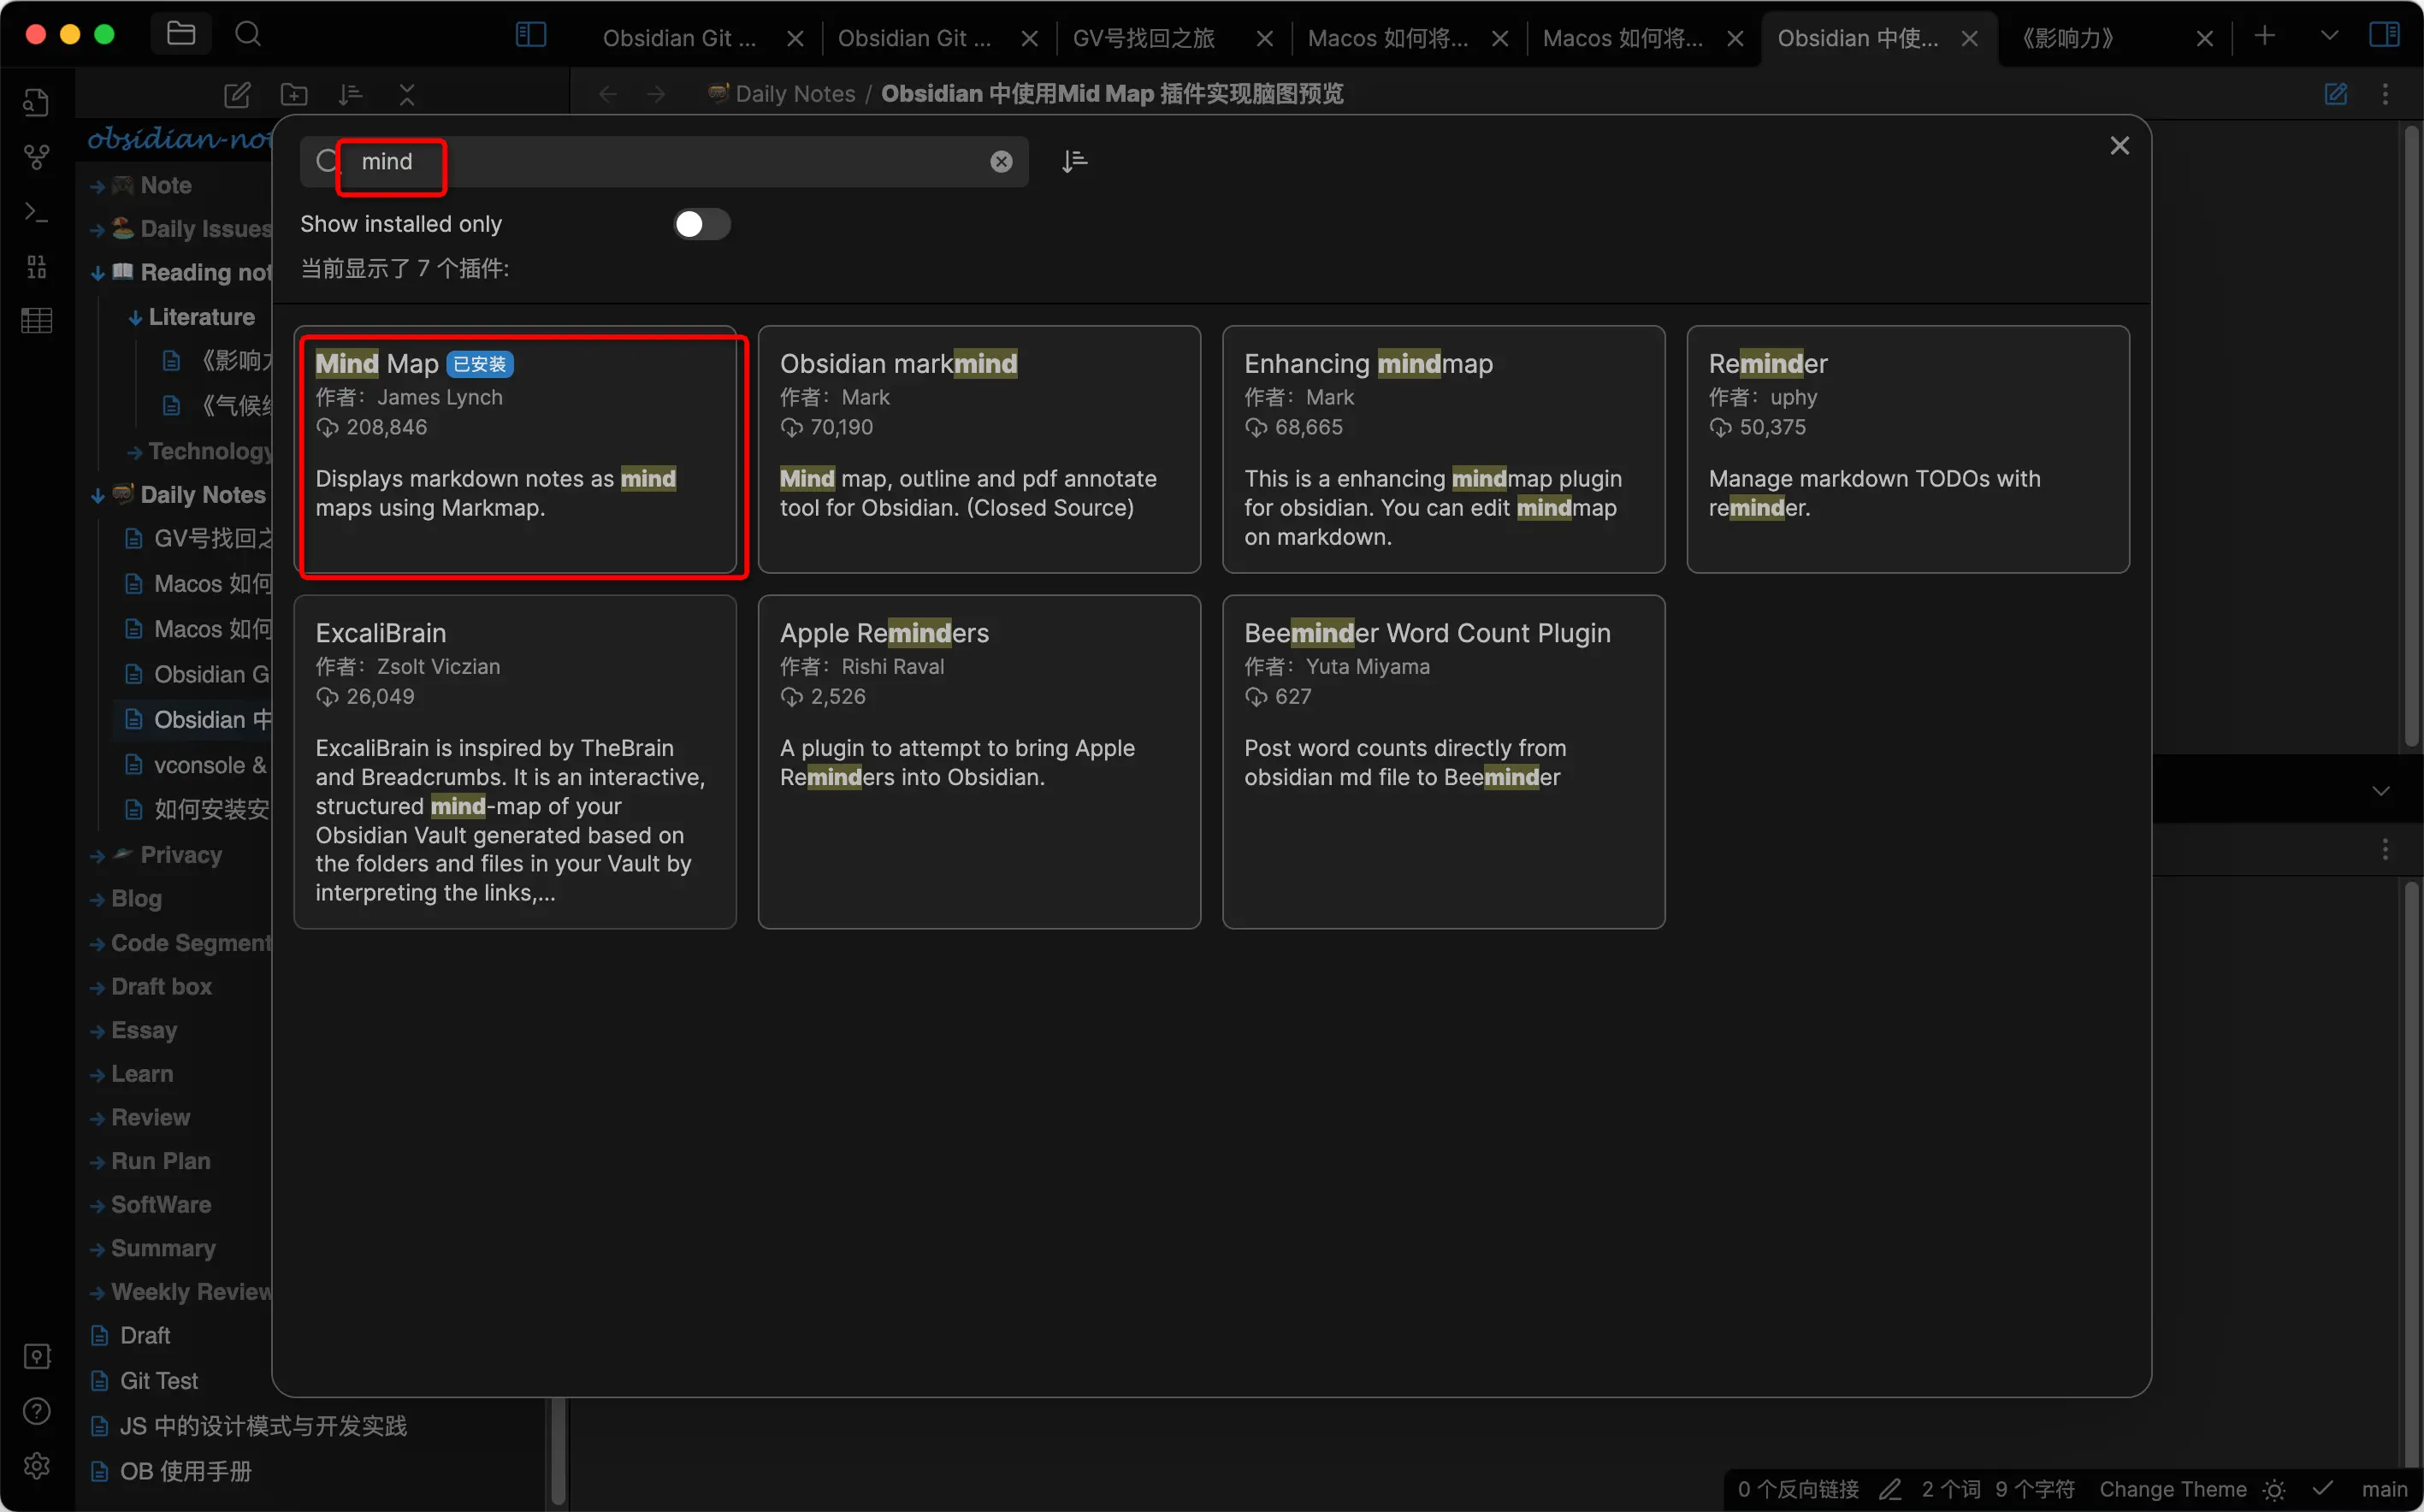 Obsidian Git ...
Obsidian Git ...
GV号找回之旅
Macos 如何将...
Macos 如何将...
Obsidian 中使...
《影响力》
Daily Notes / Obsidian 中使用Mid Map 插件实现脑图预览
obsidian-not
Note
Daily Issues
Reading not
Literature
《影响力
《气候经
Technology
Daily Notes
GV号找回之
Macos 如何
Macos 如何
Obsidian G
Obsidian 中
vconsole &
如何安装安
Privacy
Blog
Code Segment
Draft box
Essay
Learn
Review
Run Plan
SoftWare
Summary
Weekly Review
Draft
Git Test
JS 中的设计模式与开发实践
OB 使用手册
mind
Show installed only
当前显示了 7 个插件:
Mind Map 已安装
作者：James Lynch
208,846
Displays markdown notes as mind
maps using Markmap.
Obsidian markmind
作者：Mark
70,190
Mind map, outline and pdf annotate
tool for Obsidian. (Closed Source)
Enhancing mindmap
作者：Mark
68,665
This is a enhancing mindmap plugin
for obsidian. You can edit mindmap
on markdown.
Reminder
作者：uphy
50,375
Manage markdown TODOs with
reminder.
ExcaliBrain
作者：Zsolt Viczian
26,049
ExcaliBrain is inspired by TheBrain
and Breadcrumbs. It is an interactive,
structured mind-map of your
Obsidian Vault generated based on
the folders and files in your Vault by
interpreting the links,...
Apple Reminders
作者：Rishi Raval
2,526
A plugin to attempt to bring Apple
Reminders into Obsidian.
Beeminder Word Count Plugin
作者：Yuta Miyama
627
Post word counts directly from
obsidian md file to Beeminder
0 个反向链接
2 个词
9 个字符
Change Theme
main